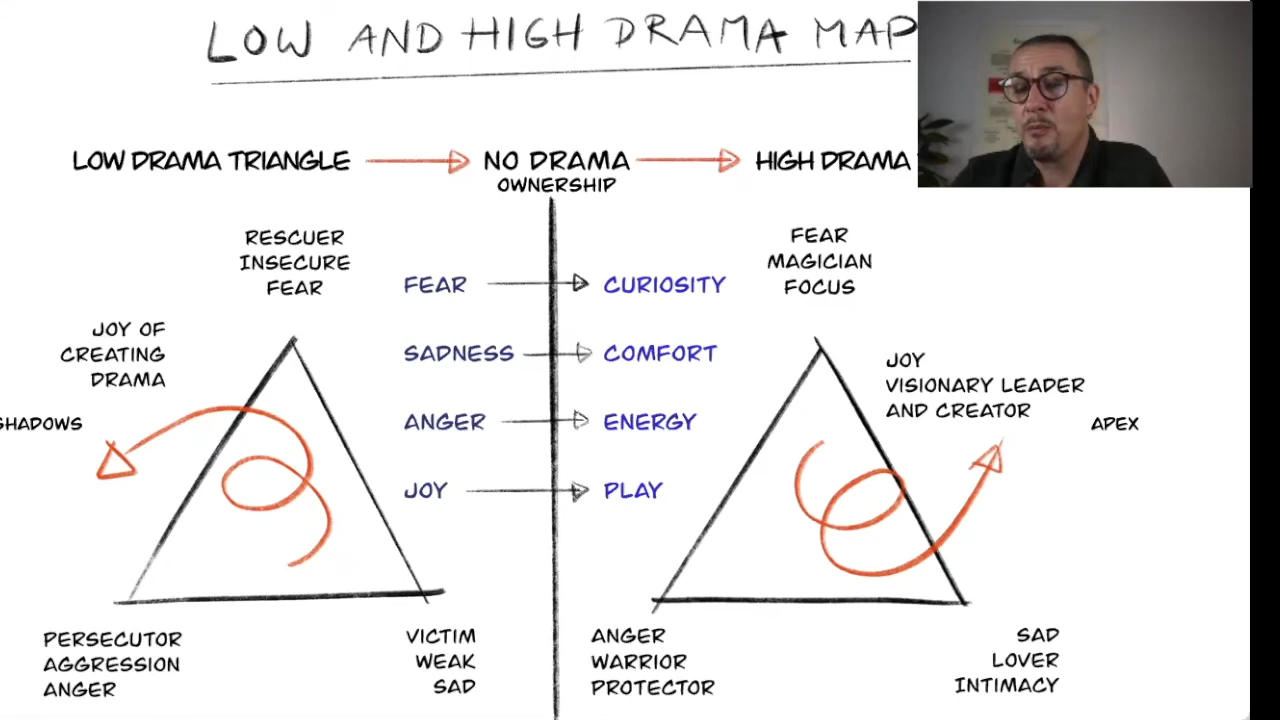 LOW AND HIGH DRAMA MAP
LOW DRAMA TRIANGLE
NO DRAMA
OWNERSHIP
HIGH DRAMA
RESCUER
INSECURE
FEAR
JOY OF
CREATING
DRAMA
SHADOWS
PERSECUTOR
AGGRESSION
ANGER
VICTIM
WEAK
SAD
FEAR
CURIOSITY
SADNESS
COMFORT
ANGER
ENERGY
JOY
PLAY
FEAR
MAGICIAN
FOCUS
JOY
VISIONARY LEADER
AND CREATOR
APEX
ANGER
WARRIOR
PROTECTOR
SAD
LOVER
INTIMACY